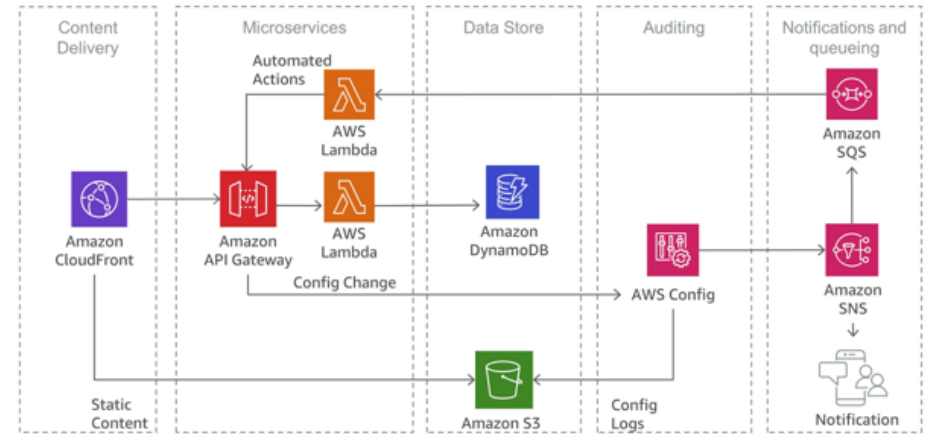 Content
Delivery
Microservices
Data Store
Auditing
Notifications and
queueing
Automated
Actions
AWS
Lambda
Amazon
SQS
Amazon
CloudFront
Amazon
API Gateway
AWS
Lambda
Amazon
DynamoDB
Config Change
AWS Config
Amazon
SNS
Static
Content
Amazon S3
Config
Logs
Notification